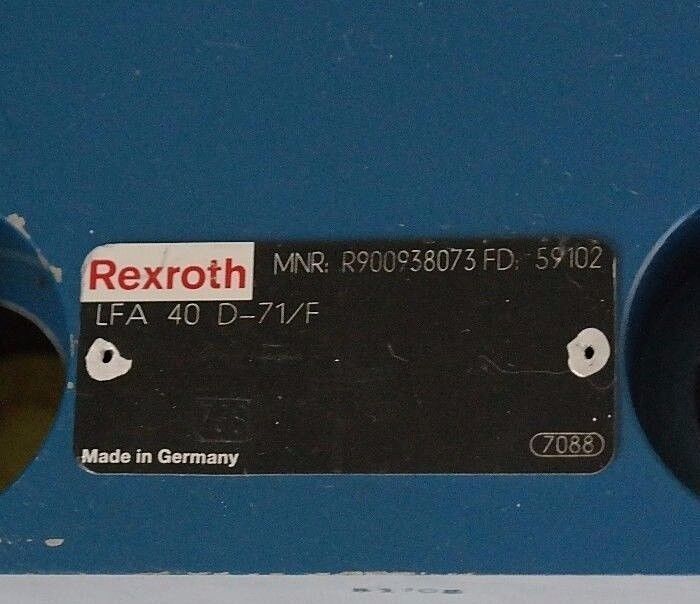 Rexroth MNR: R900938073 FD: 59102
LFA 40 D-71/F
Made in Germany
7088